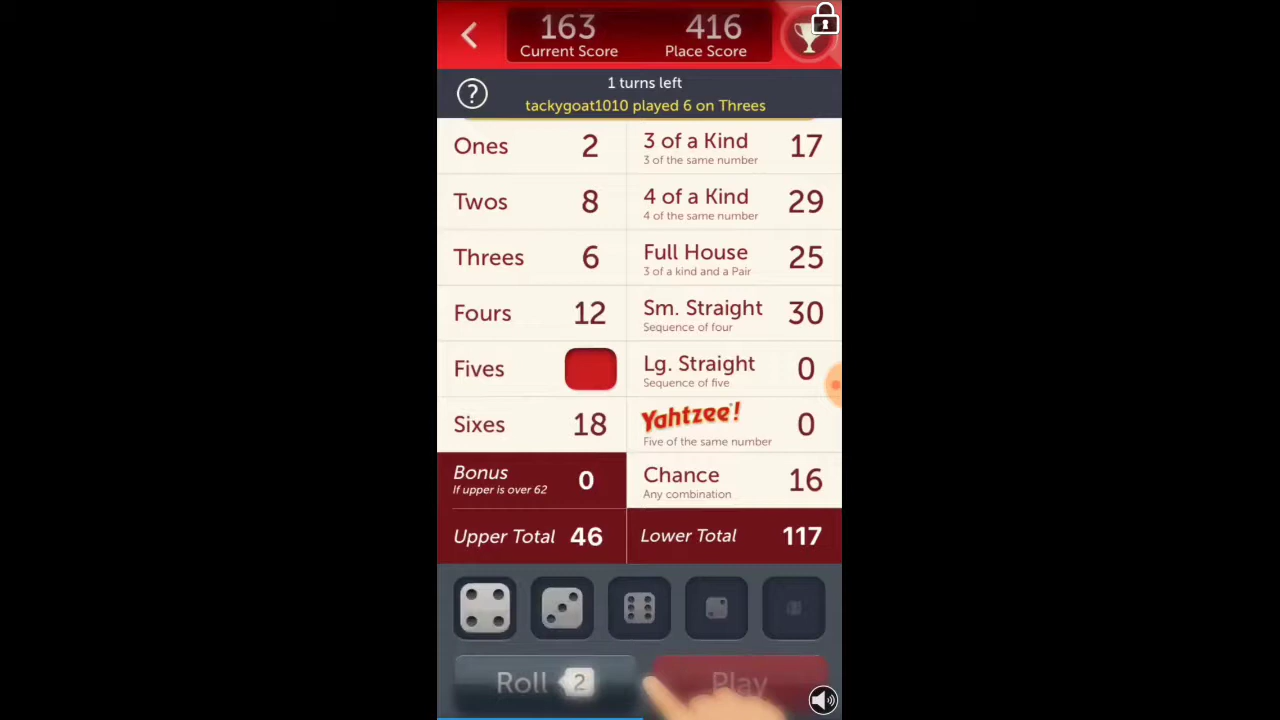 163 416
Current Score Place Score
1 turns left
? tackygoat1010 played 6 on Threes
Ones 2
3 of a Kind 17
3 of the same number
Twos 8
4 of a Kind 29
4 of the same number
Threes 6
Full House 25
3 of a kind and a Pair
Fours 12
Sm. Straight 30
Sequence of four
Fives
Lg. Straight 0
Sequence of five
Sixes 18
Yahtzee! 0
Five of the same number
Bonus 0
If upper is over 62
Chance 16
Any combination
Upper Total 46
Lower Total 117
Roll 2
Play